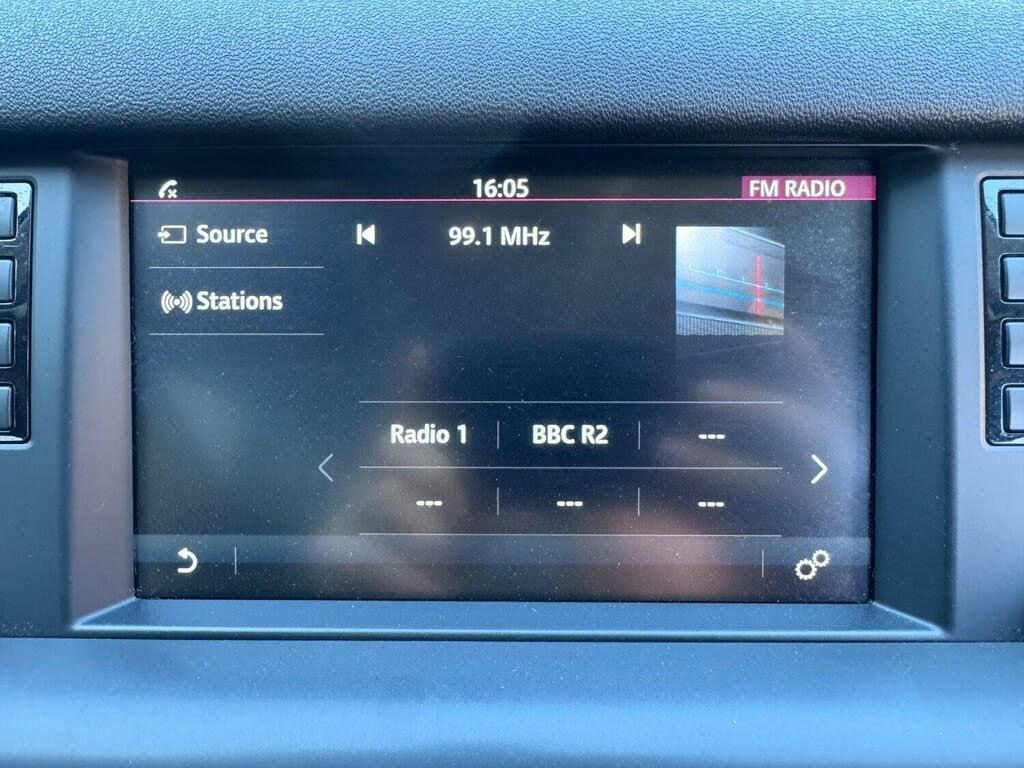 16:05 FM RADIO
Source 99.1 MHz
Stations
Radio 1 BBC R2 ---
--- --- ---